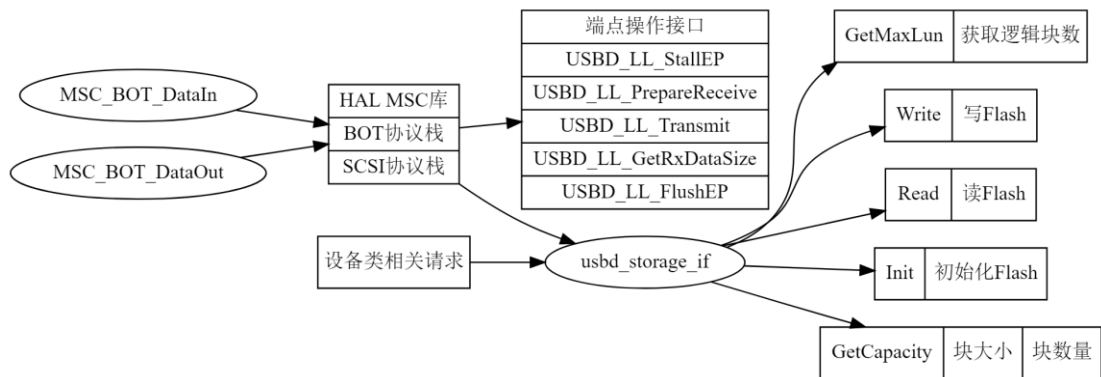 MSC_BOT_DataIn
MSC_BOT_DataOut
HAL MSC库
BOT协议栈
SCSI协议栈
设备类相关请求
端点操作接口
USBD_LL_StallEP
USBD_LL_PrepareReceive
USBD_LL_Transmit
USBD_LL_GetRxDataSize
USBD_LL_FlushEP
usbd_storage_if
GetMaxLun 获取逻辑块数
Write 写Flash
Read 读Flash
Init 初始化Flash
GetCapacity 块大小 块数量